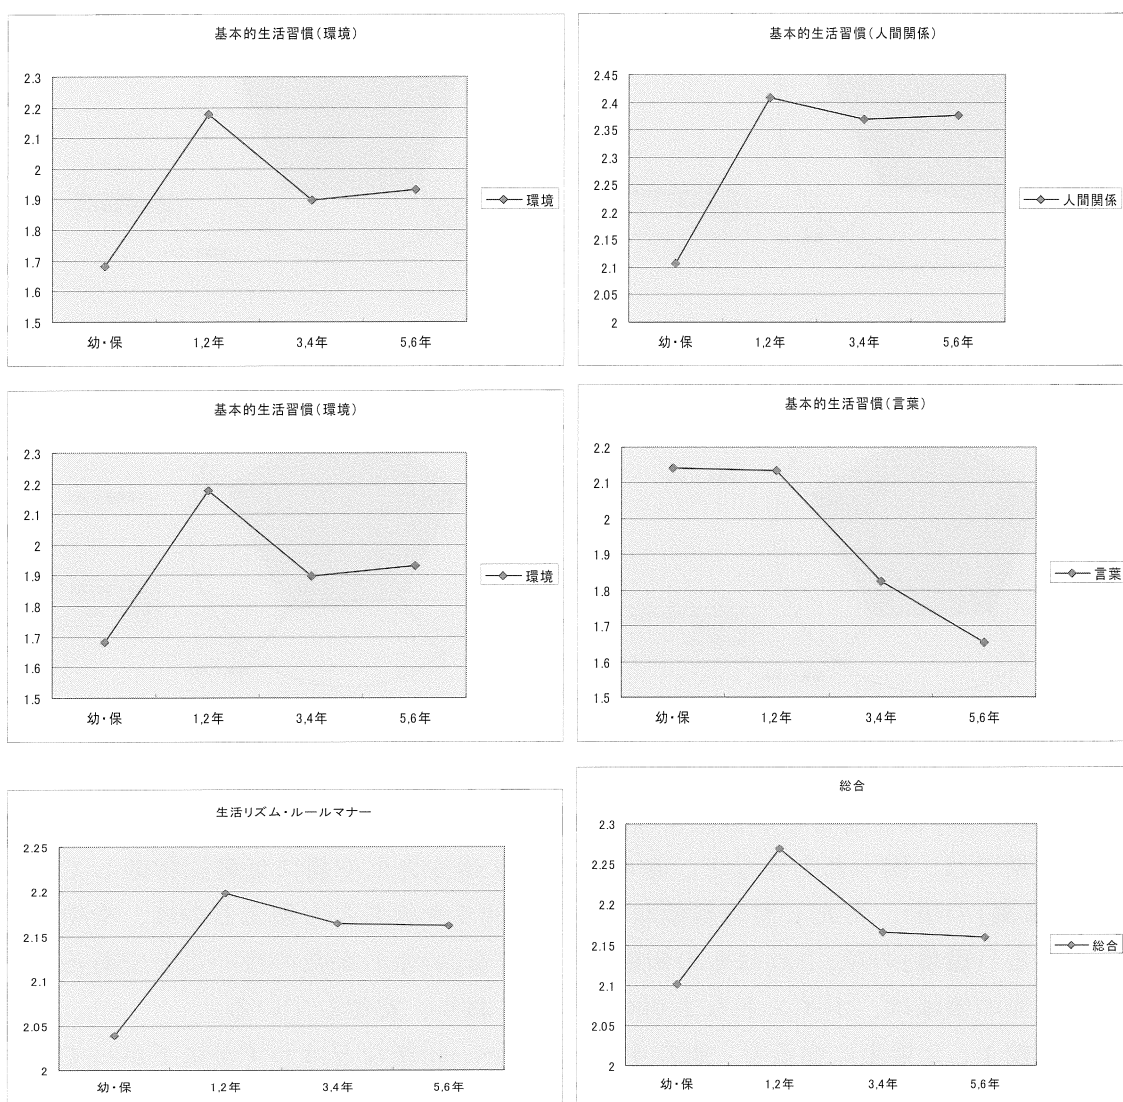 基本的生活習慣(環境)
2.3
2.2
2.1
2
1.9
1.8
1.7
1.6
1.5
幼・保 1,2年 3,4年 5,6年
環境
基本的生活習慣(人間関係)
2.45
2.4
2.35
2.3
2.25
2.2
2.15
2.1
2.05
2
幼・保 1,2年 3,4年 5,6年
人間関係
基本的生活習慣(環境)
2.3
2.2
2.1
2
1.9
1.8
1.7
1.6
1.5
幼・保 1,2年 3,4年 5,6年
環境
基本的生活習慣(言葉)
2.2
2.1
2
1.9
1.8
1.7
1.6
1.5
幼・保 1,2年 3,4年 5,6年
言葉
生活リズム・ルールマナー
2.25
2.2
2.15
2.1
2.05
2
幼・保 1,2年 3,4年 5,6年
総合
2.3
2.25
2.2
2.15
2.1
2.05
2
幼・保 1,2年 3,4年 5,6年
総合